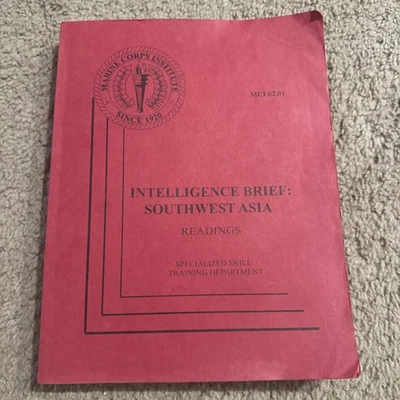 MARINE CORPS INSTITUTE
SINCE 1920
MCI 02.01
INTELLIGENCE BRIEF:
SOUTHWEST ASIA
READINGS
SPECIALIZED SKILL
TRAINING DEPARTMENT